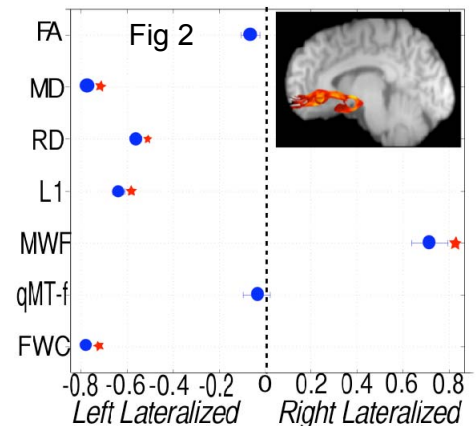 Fig 2
FA
MD
RD
L1
MWF
qMT-f
FWC
-0.8 -0.6 -0.4 -0.2 0 0.2 0.4 0.6 0.8
Left Lateralized Right Lateralized